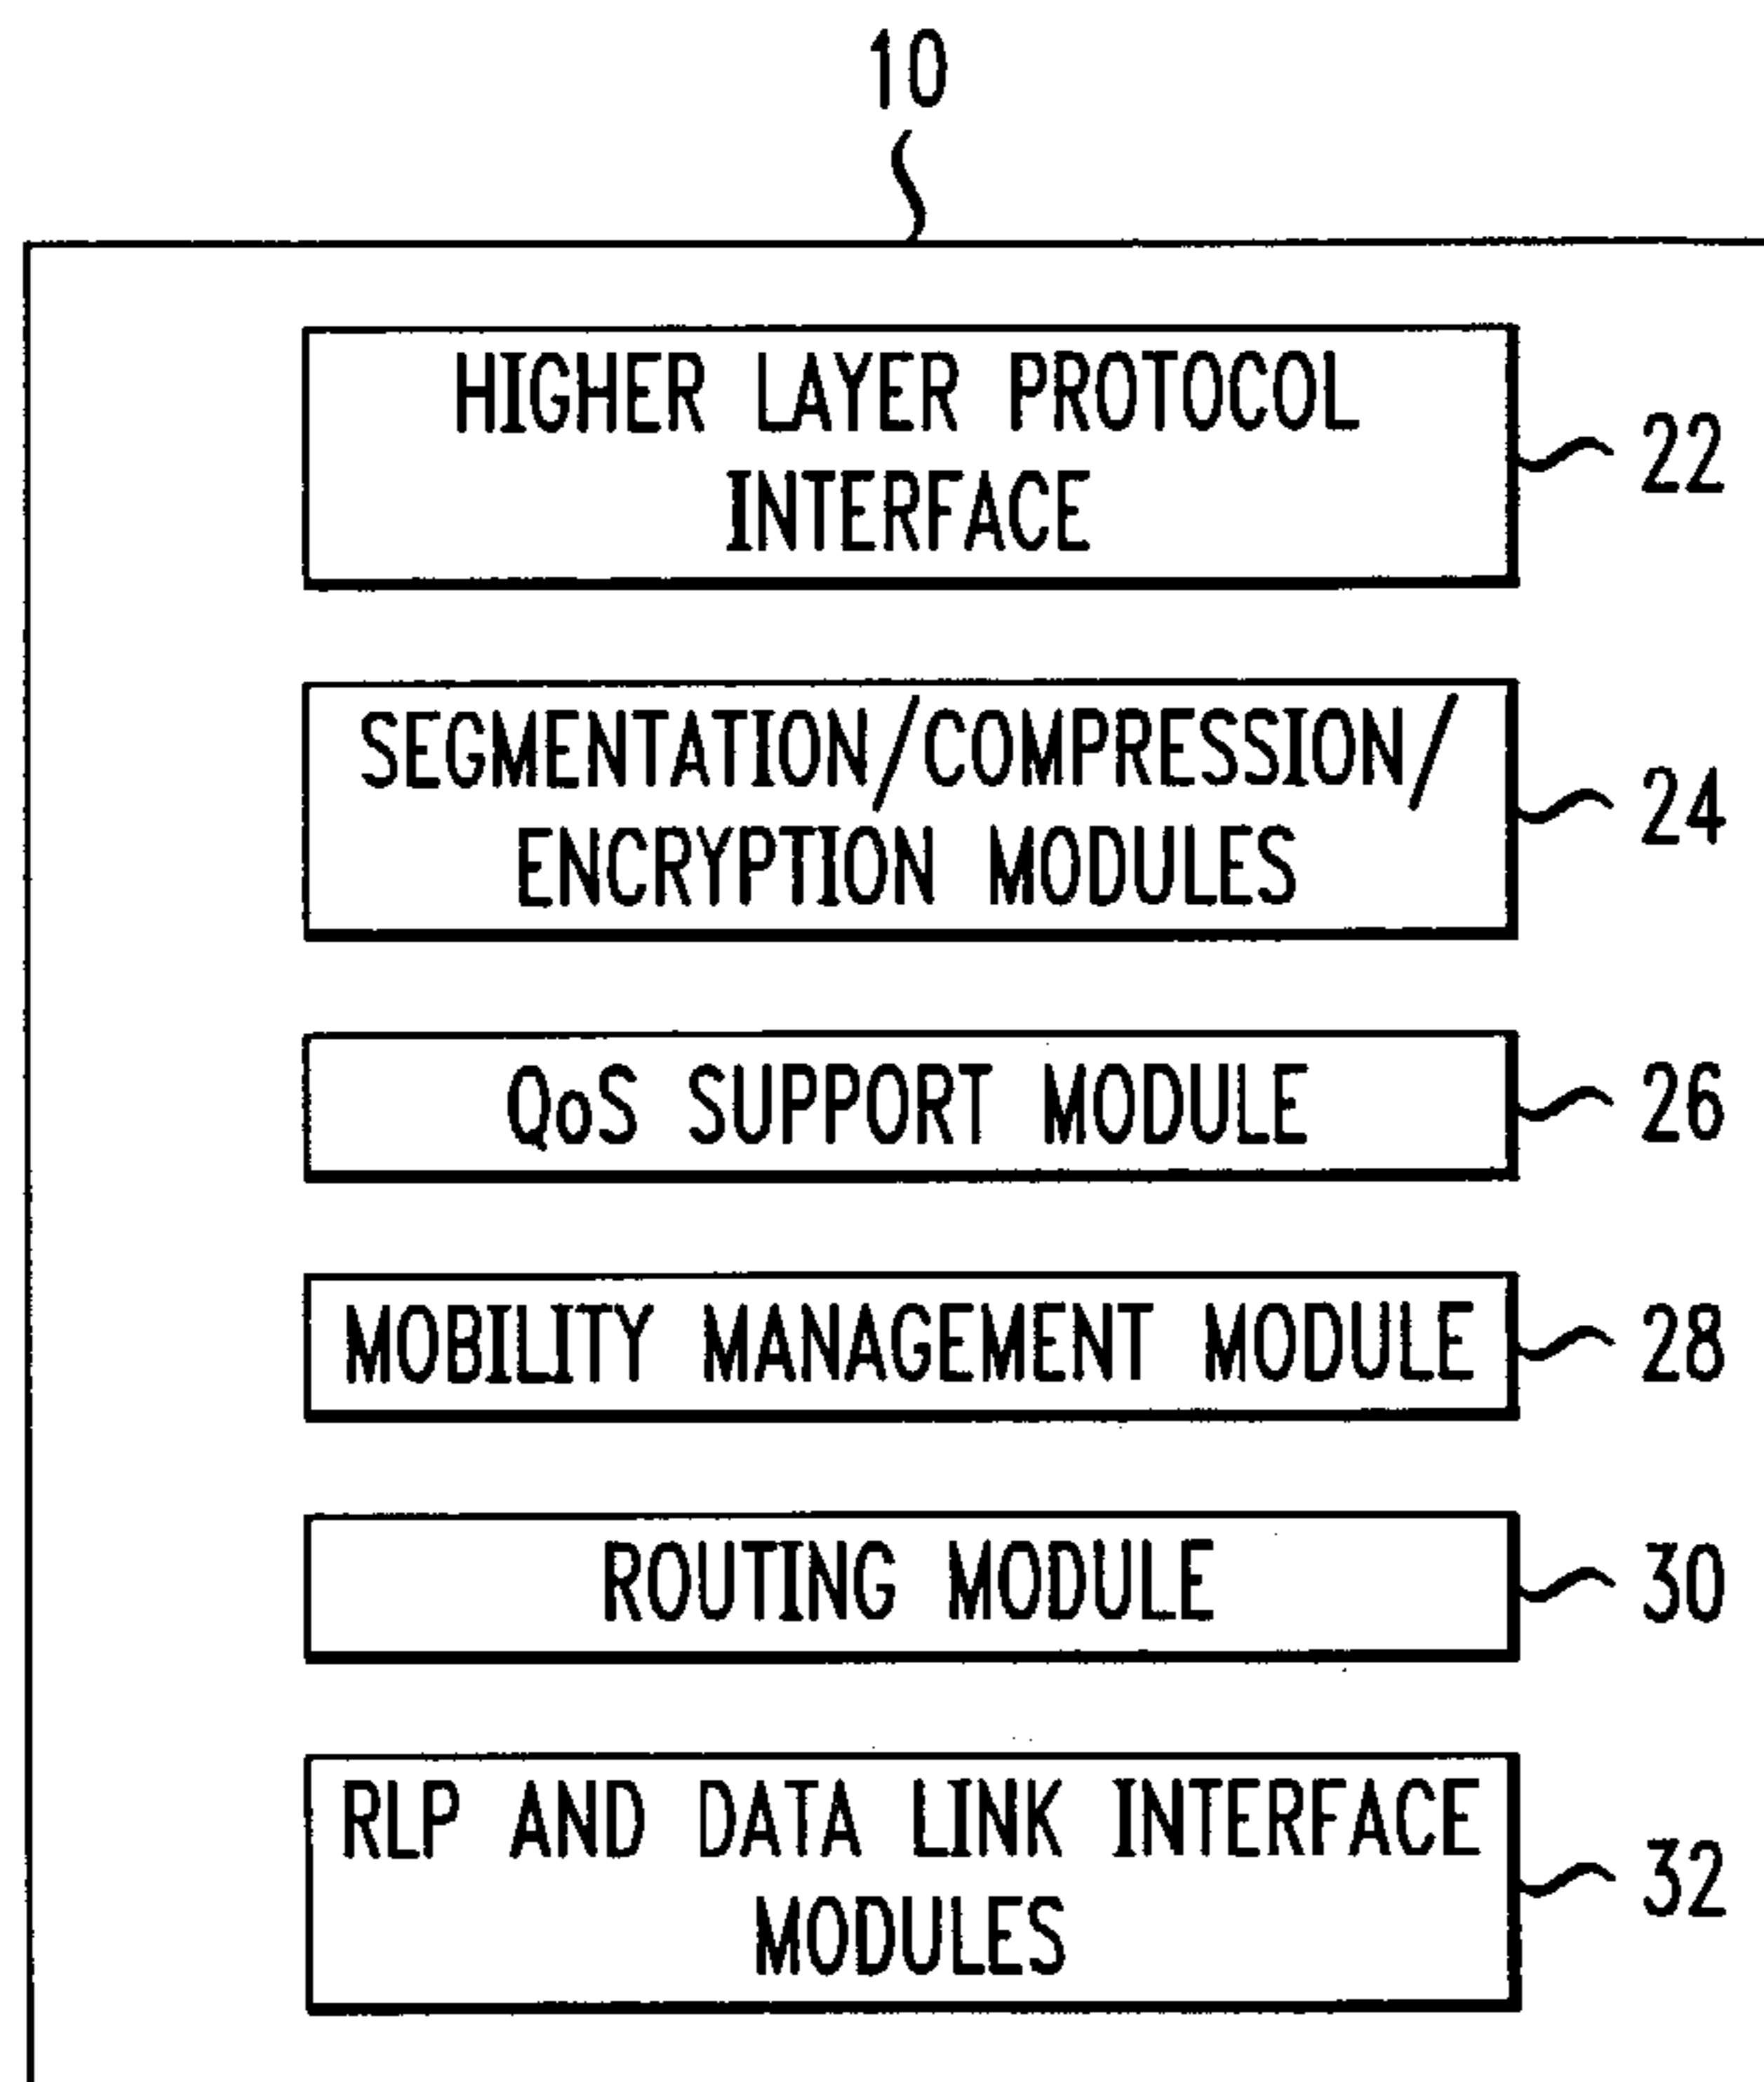 10
HIGHER LAYER PROTOCOL
INTERFACE
22
SEGMENTATION/COMPRESSION/
ENCRYPTION MODULES
24
QoS SUPPORT MODULE
26
MOBILITY MANAGEMENT MODULE
28
ROUTING MODULE
30
RLP AND DATA LINK INTERFACE
MODULES
32